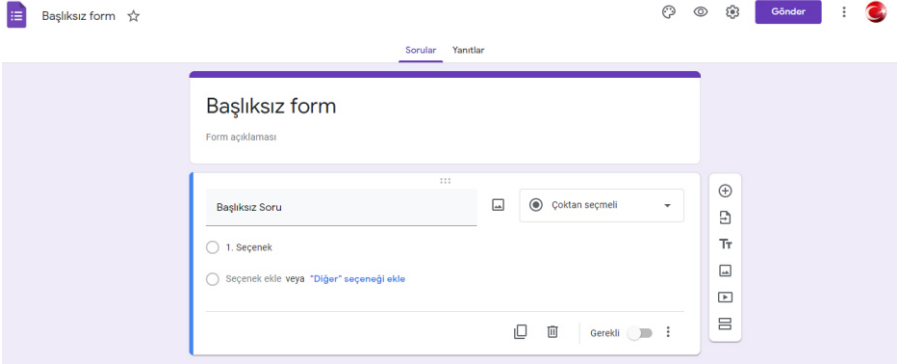 Başlıksız form
Gönder
Sorular Yanıtlar
Başlıksız form
Form açıklaması
Başlıksız Soru
Çoktan seçmeli
1. Seçenek
Seçenek ekle veya "Diğer" seçeneği ekle
Gerekli
Tт